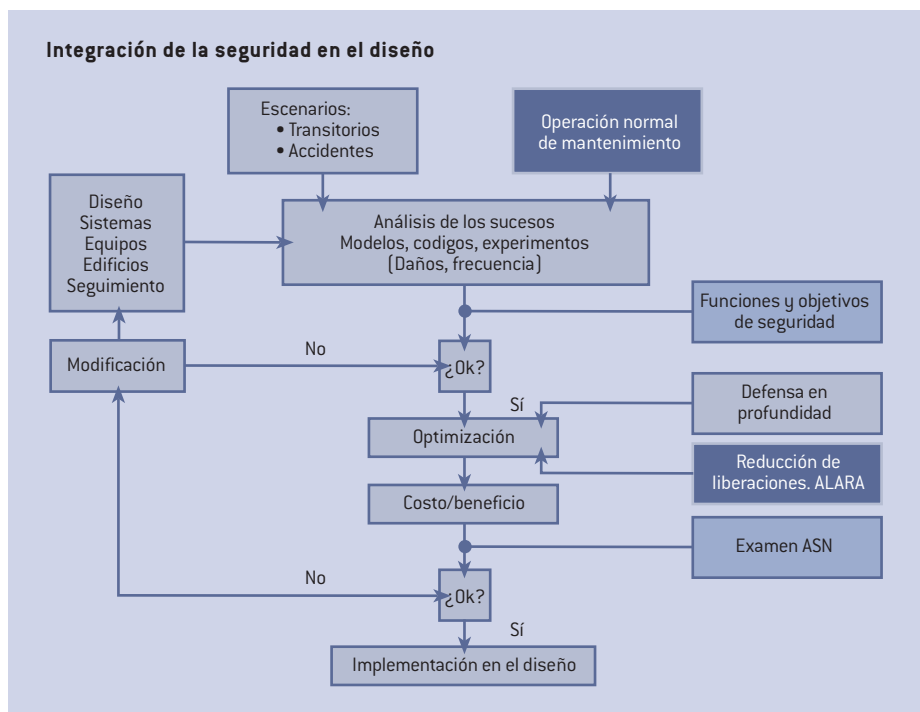 Integración de la seguridad en el diseño
Escenarios:
• Transitorios
• Accidentes
Operación normal
de mantenimiento
Diseño
Sistemas
Equipos
Edificios
Seguimiento
Análisis de los sucesos
Modelos, codigos, experimentos
(Daños, frecuencia)
Funciones y objetivos
de seguridad
Modificación
No
¿Ok?
Sí
Defensa en
profundidad
Optimización
Reducción de
liberaciones. ALARA
Costo/beneficio
Examen ASN
No
¿Ok?
Sí
Implementación en el diseño